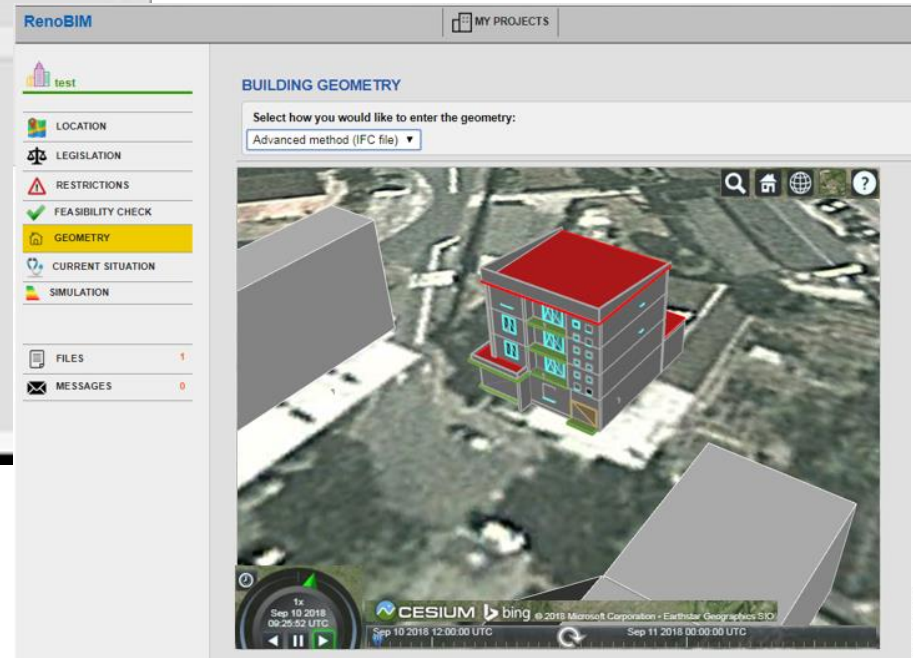 RenoBIM
MY PROJECTS
test
LOCATION
LEGISLATION
RESTRICTIONS
FEASIBILITY CHECK
GEOMETRY
CURRENT SITUATION
SIMULATION
FILES 1
MESSAGES 0
BUILDING GEOMETRY
Select how you would like to enter the geometry:
Advanced method (IFC file) ▼
?
1x
Sep 10 2018
09:25:52 UTC
CESIUM bing © 2018 Microsoft Corporation - Earthstar Geographics SIO
Sep 10 2018 12:00:00 UTC
Sep 11 2018 00:00:00 UTC